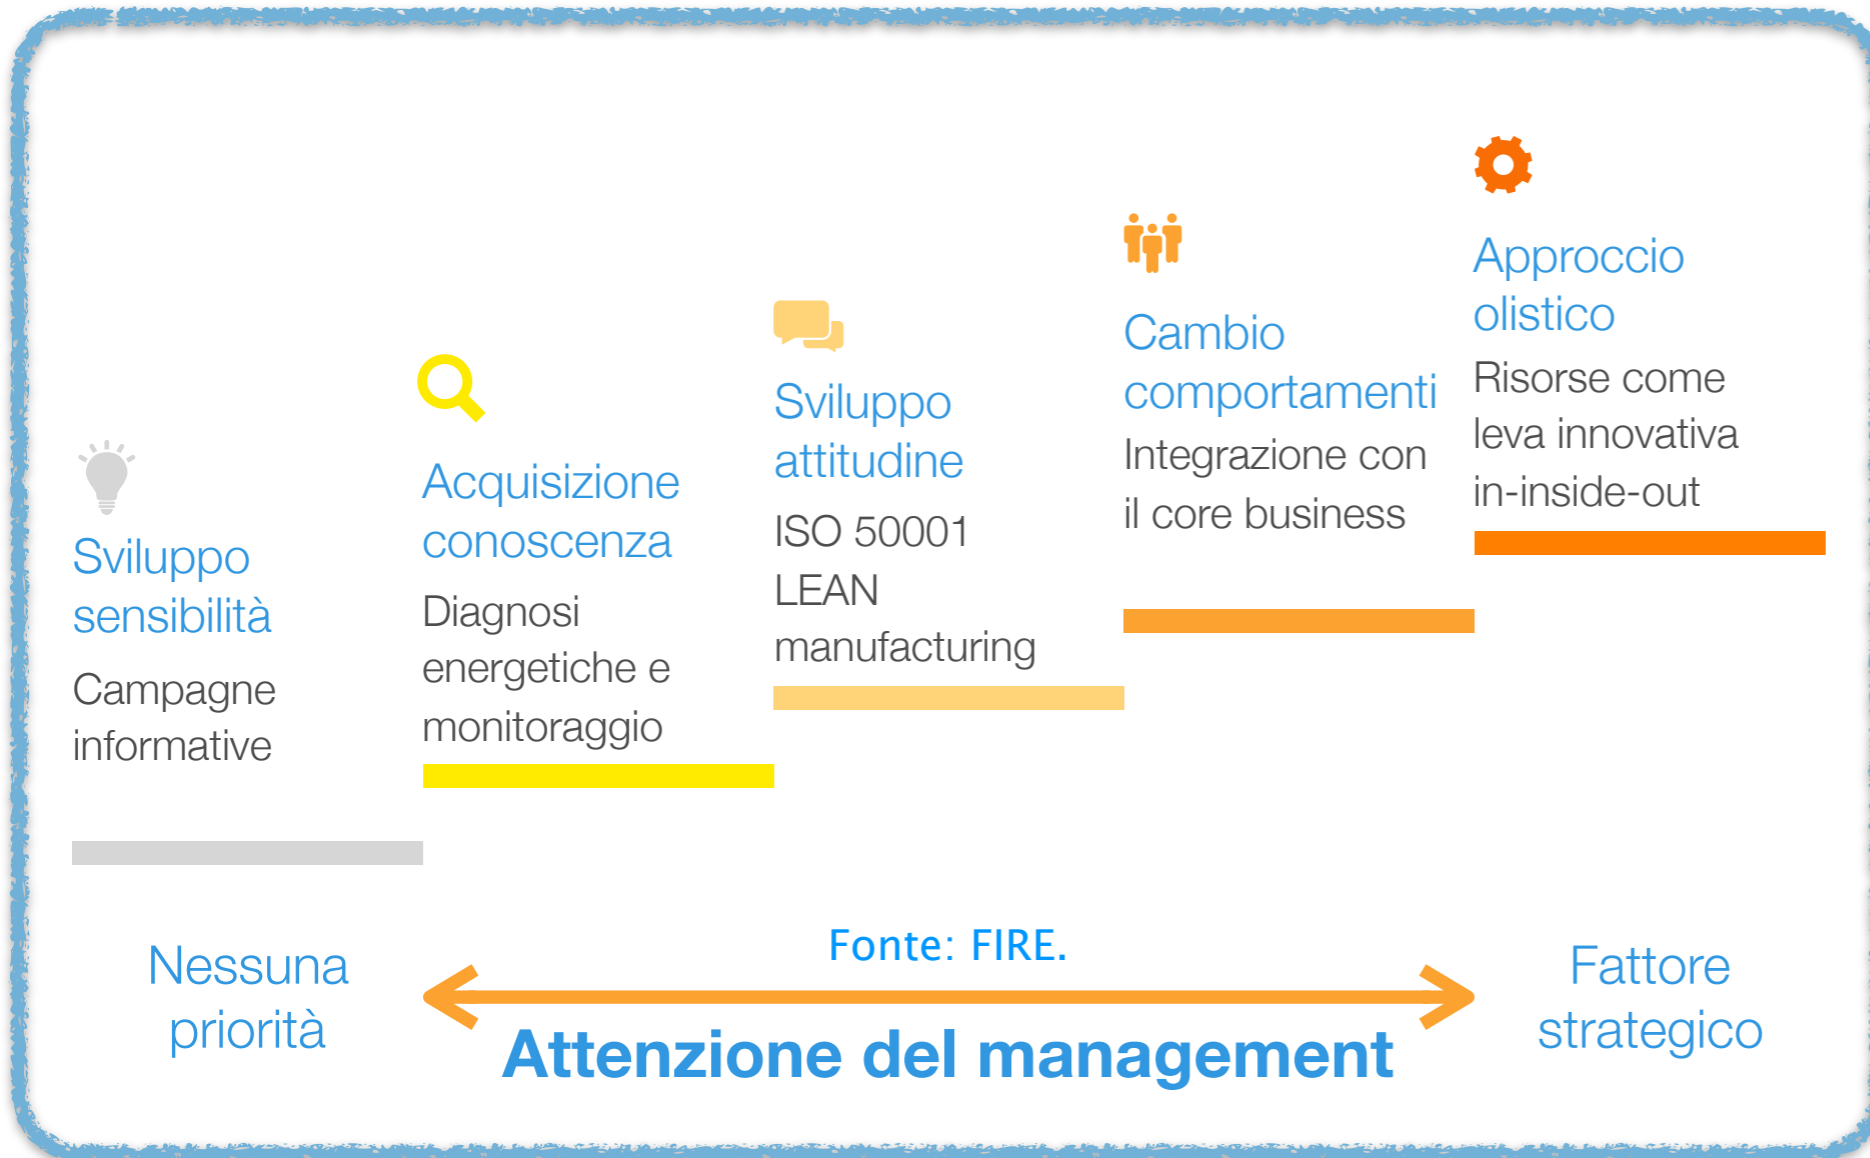 Sviluppo
sensibilità
Campagne
informative
Acquisizione
conoscenza
Diagnosi
energetiche e
monitoraggio
Sviluppo
attitudine
ISO 50001
LEAN
manufacturing
Cambio
comportamenti
Integrazione con
il core business
Approccio
olistico
Risorse come
leva innovativa
in-inside-out
Nessuna
priorità
Fonte: FIRE.
Attenzione del management
Fattore
strategico